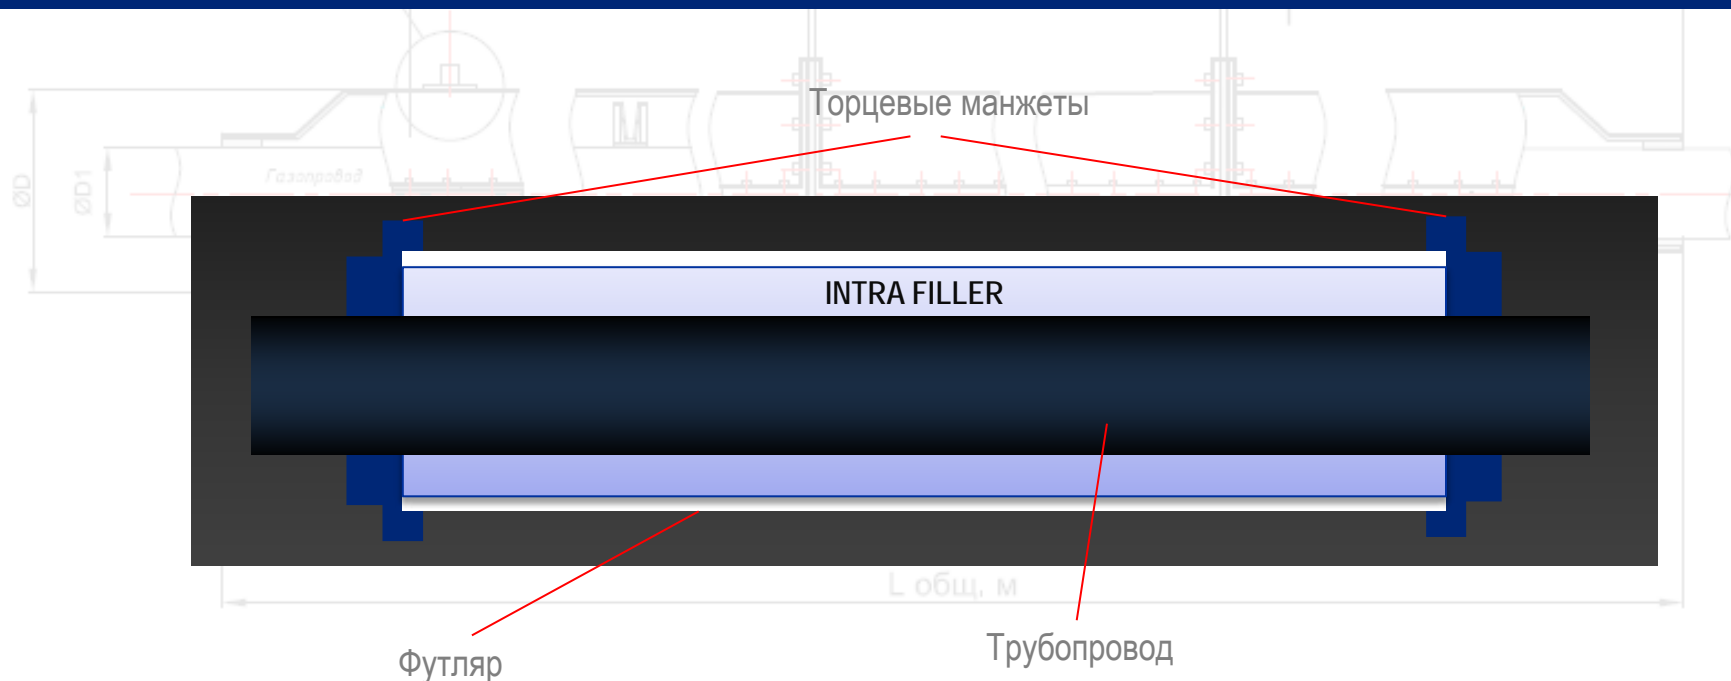 Торцевые манжеты
Газопровод
ØD
ØD1
INTRA FILLER
L общ, м
Трубопровод
Футляр